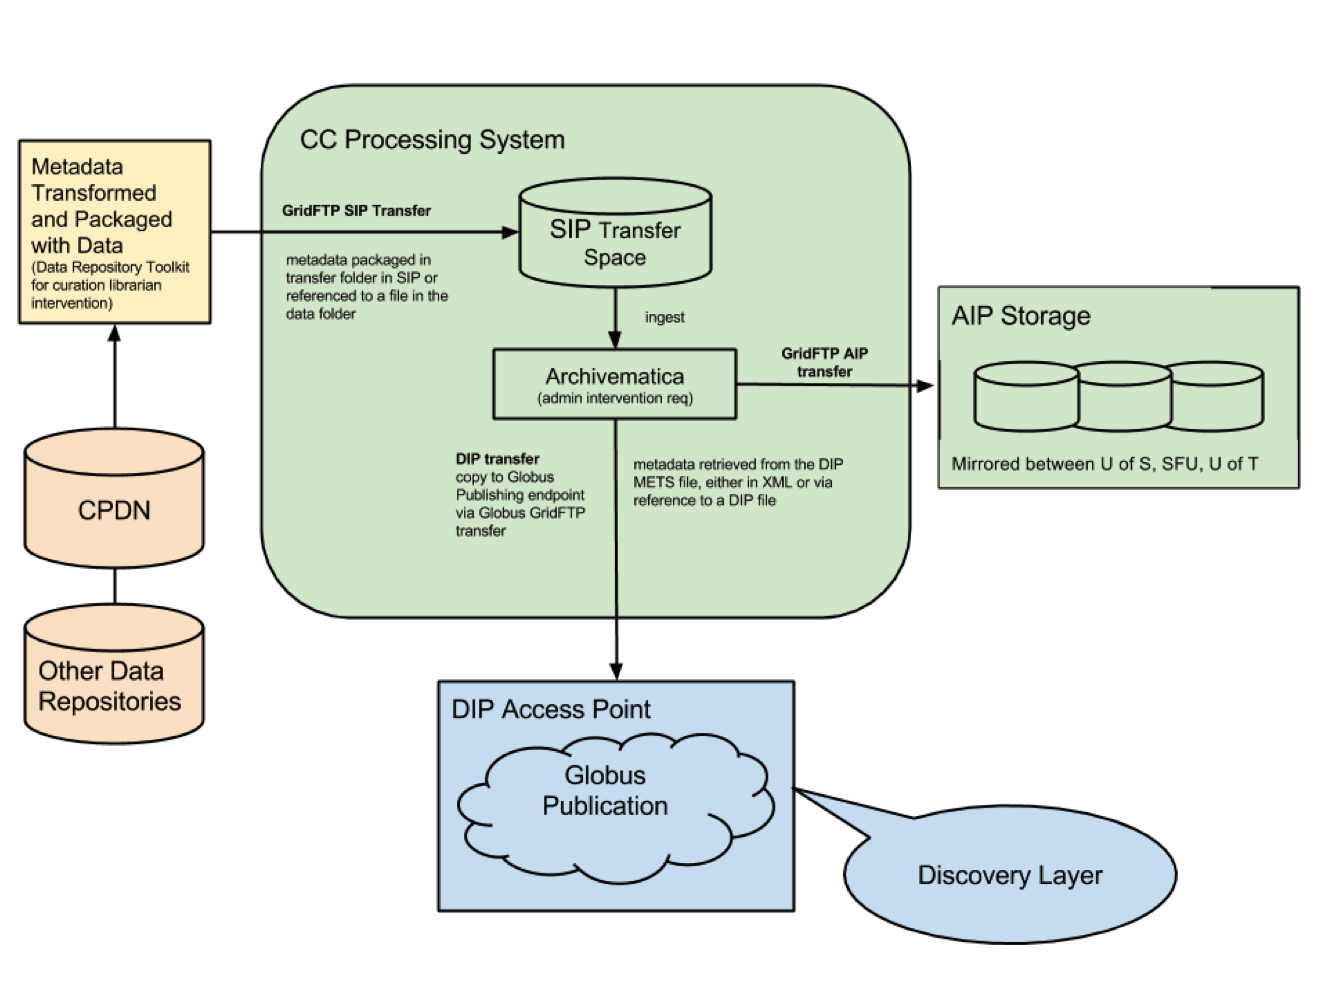 CC Processing System
Metadata
Transformed
and Packaged
with Data
(Data Repository Toolkit
for curation librarian
intervention)
GridFTP SIP Transfer
metadata packaged in
transfer folder in SIP or
referenced to a file in the
data folder
SIP Transfer
Space
ingest
Archivematica
(admin intervention req)
GridFTP AIP
transfer
AIP Storage
Mirrored between U of S, SFU, U of T
DIP transfer
copy to Globus
Publishing endpoint
via Globus GridFTP
transfer
metadata retrieved from the DIP
METS file, either in XML or via
reference to a DIP file
CPDN
Other Data
Repositories
DIP Access Point
Globus
Publication
Discovery Layer